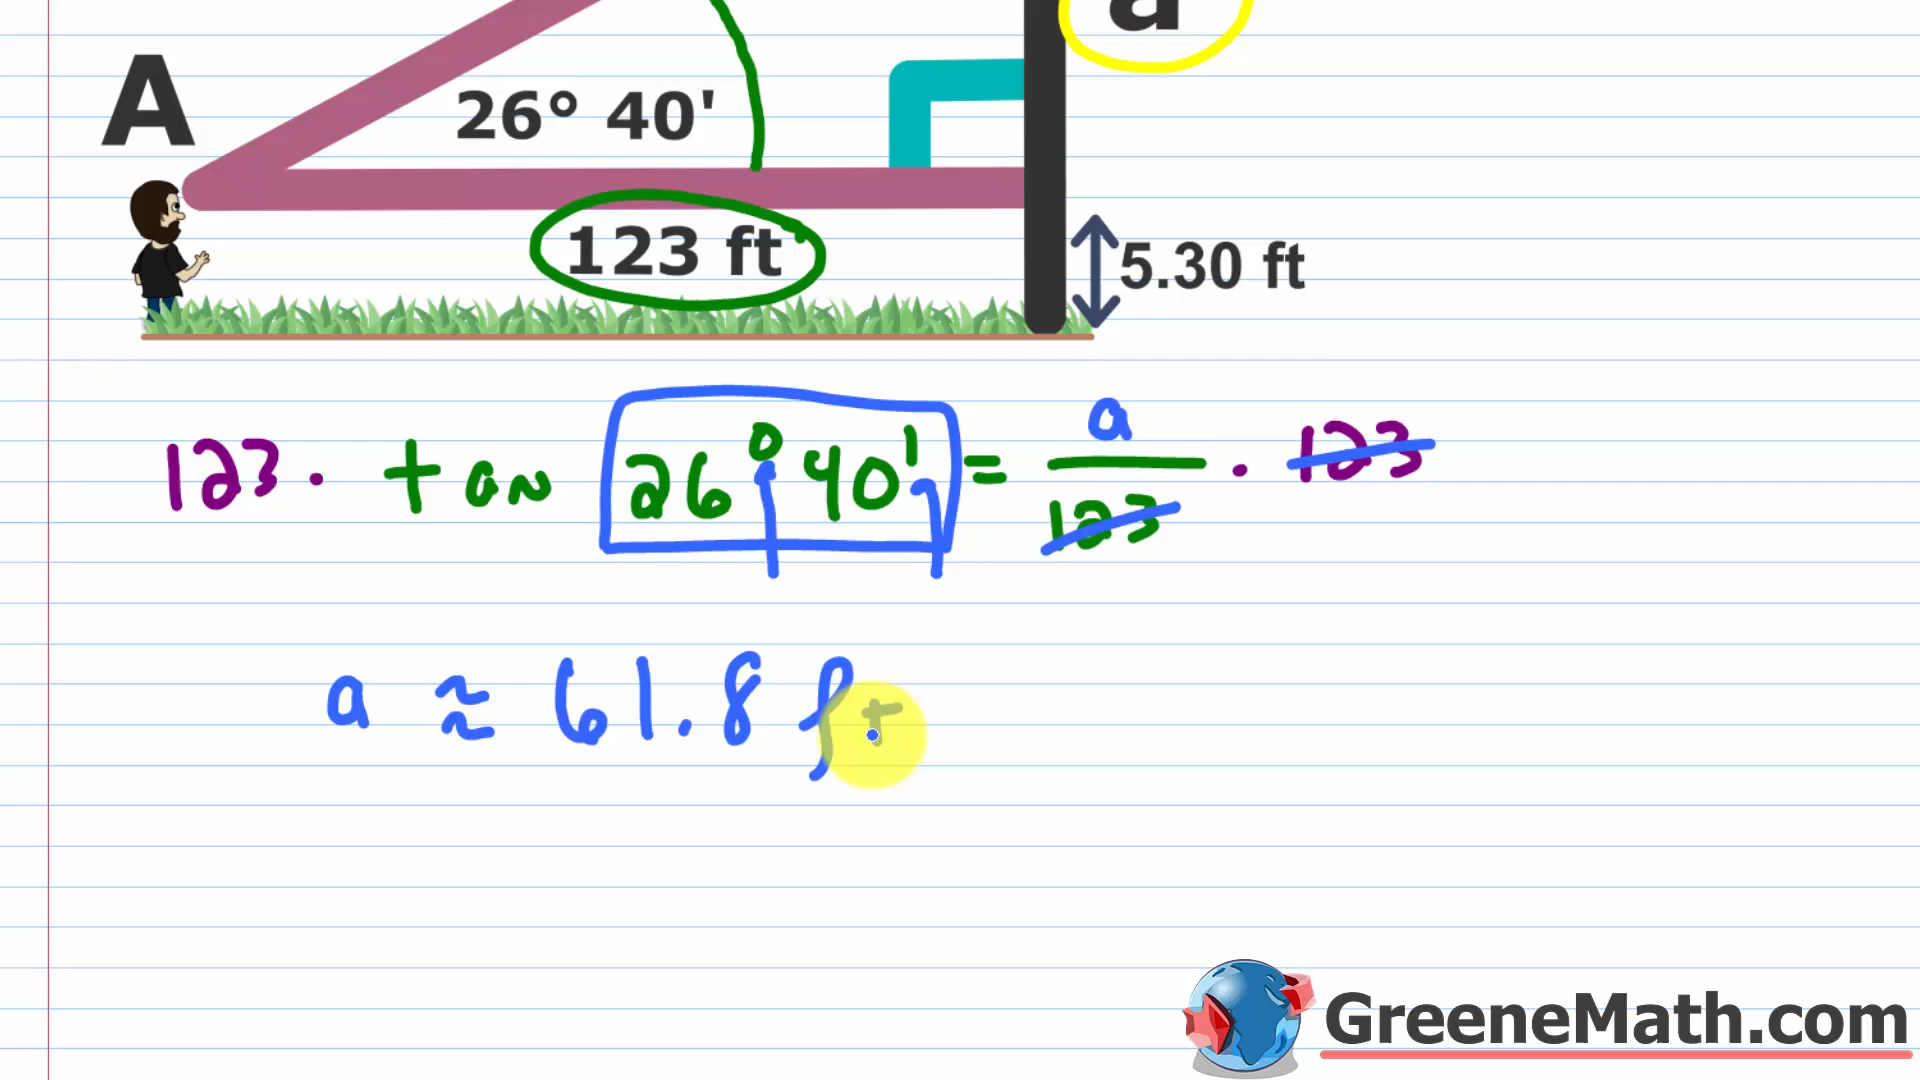 a
A
26° 40'
123 ft
5.30 ft
123 · tan 26° 40' = a/123 · 123
a ≈ 61.8 ft
GreeneMath.com